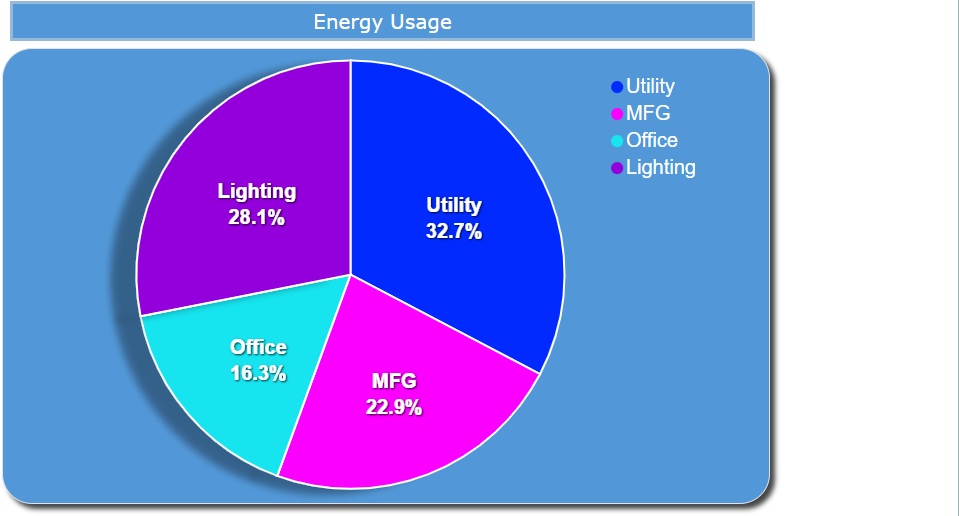 Energy Usage
Utility
MFG
Office
Lighting
Lighting
28.1%
Utility
32.7%
Office
16.3%
MFG
22.9%